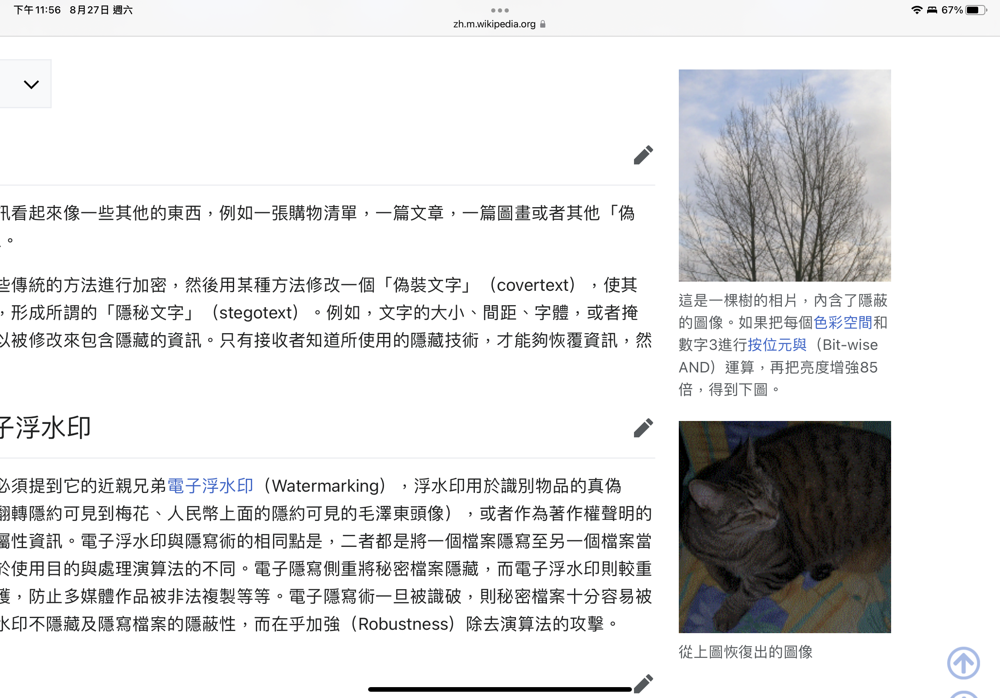 下午11:56 8月27日 週六
67%
zh.m.wikipedia.org
看起來像一些其他的東西，例如一張購物清單，一篇文章，一篇圖畫或者其他「偽
。
些傳統的方法進行加密，然後用某種方法修改一個「偽裝文字」（covertext），使其
，形成所謂的「隱秘文字」（stegotext）。例如，文字的大小、間距、字體，或者掩
以被修改來包含隱藏的資訊。只有接收者知道所使用的隱藏技術，才能夠恢覆資訊，然
子浮水印
必須提到它的近親兄弟電子浮水印（Watermarking），浮水印用於識別物品的真偽
翻轉隱約可見到梅花、人民幣上面的隱約可見的毛澤東頭像），或者作為著作權聲明的
屬性資訊。電子浮水印與隱寫術的相同點是，二者都是將一個檔案隱寫至另一個檔案當
於使用目的與處理演算法的不同。電子隱寫側重將秘密檔案隱藏，而電子浮水印則較重
，防止多媒體作品被非法複製等等。電子隱寫術一旦被識破，則秘密檔案十分容易被
水印不隱藏及隱寫檔案的隱蔽性，而在乎加強（Robustness）除去演算法的攻擊。
這是一棵樹的相片，內含了隱蔽
的圖像。如果把每個色彩空間和
數字3進行按位元與（Bit-wise
AND）運算，再把亮度增強85
倍，得到下圖。
從上圖恢復出的圖像